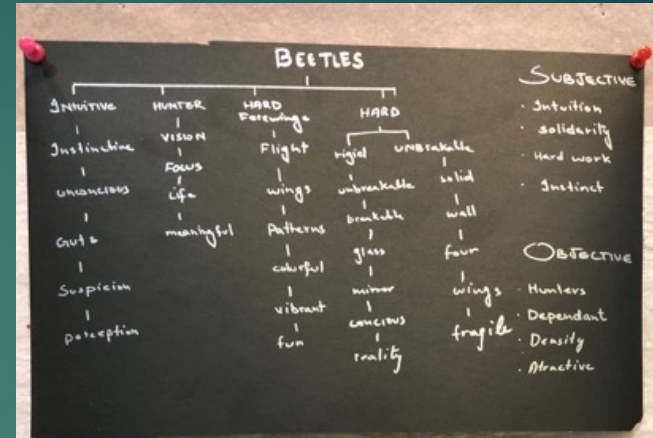 BEETLES
INTUITIVE
Instinctive
unconcious
Guts
Suspicion
perception
HUNTER
VISION
FOCUS
Life
meaningful
HARD
Forewings
Flight
wings
Patterns
colourful
vibrant
fun
HARD
rigid
unbreakable
breakable
glass
mirror
concious
reality
UNBreakable
solid
wall
four
wings
fragile
SUBJECTIVE
· Intuition
· solidarity
· Hard work
· Instinct
OBJECTIVE
· Hunters
· Dependant
· Density
· Atractive